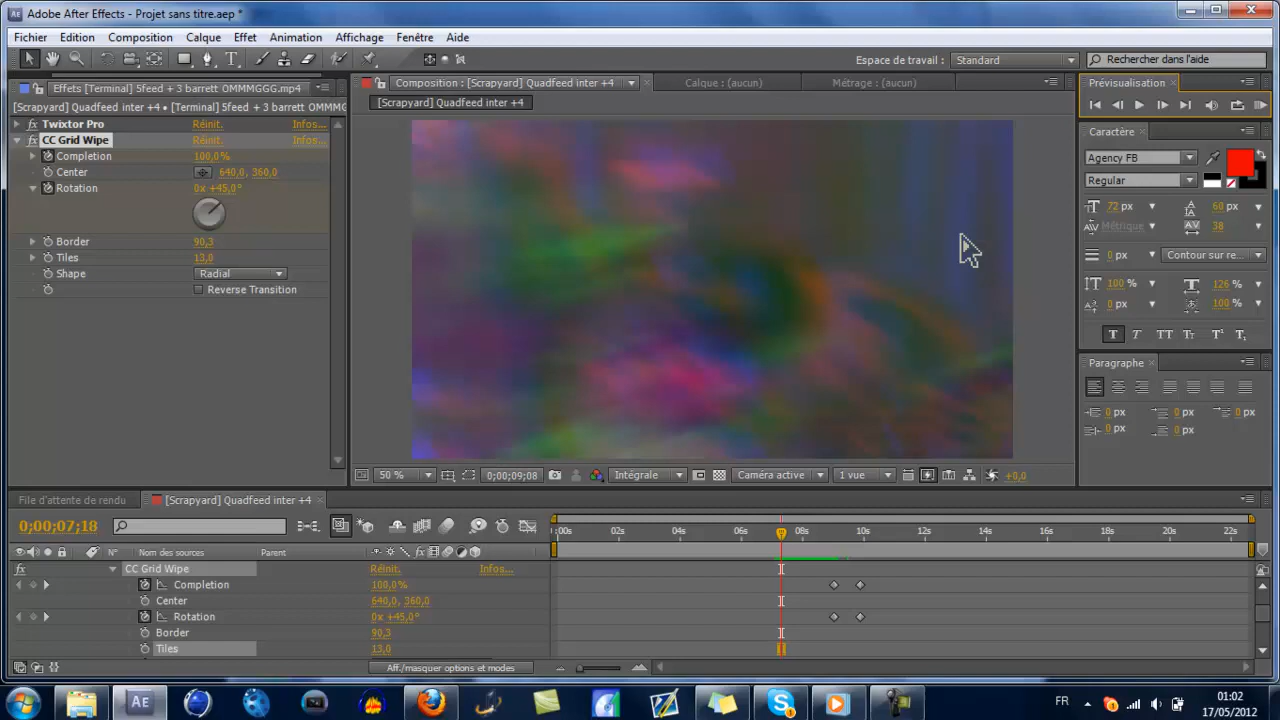 Adobe After Effects - Projet sans titre.aep *
Fichier Edition Composition Calque Effet Animation Affichage Fenêtre Aide
Espace de travail : Standard Rechercher dans l'aide
Effets : [Terminal] 5feed + 3 barrett OMMMGGG.mp4
[Scrapyard] Quadfeed inter +4 • [Terminal] 5feed + 3 barrett OMMMGGG.mp4
Twixtor Pro Réinit. Infos...
CC Grid Wipe Réinit. Infos...
Completion 100,0%
Center 640,0, 360,0
Rotation 0x +45,0°
Border 90,3
Tiles 13,0
Shape Radial
Reverse Transition
Composition : [Scrapyard] Quadfeed inter +4 Calque : (aucun) Métrage : (aucun)
[Scrapyard] Quadfeed inter +4
50 % 0;00;09;08 Intégrale Caméra active 1 vue +0,0
Prévisualisation
Caractère
Agency FB
Regular
72 px 60 px
Métrique 38
0 px Contour sur re...
100 % 126 %
0 px 100 %
T T TT Tt T¹ T₁
Paragraphe
0 px 0 px 0 px
0 px 0 px
File d'attente de rendu [Scrapyard] Quadfeed inter +4
0;00;07;18
:00s 02s 04s 06s 08s 10s 12s 14s 16s 18s 20s 22s
N° Nom des sources Parent
CC Grid Wipe Réinit. Infos...
Completion 100,0%
Center 640,0, 360,0
Rotation 0x +45,0°
Border 90,3
Tiles 13,0
Aff./masquer options et modes
FR 01:02
17/05/2012